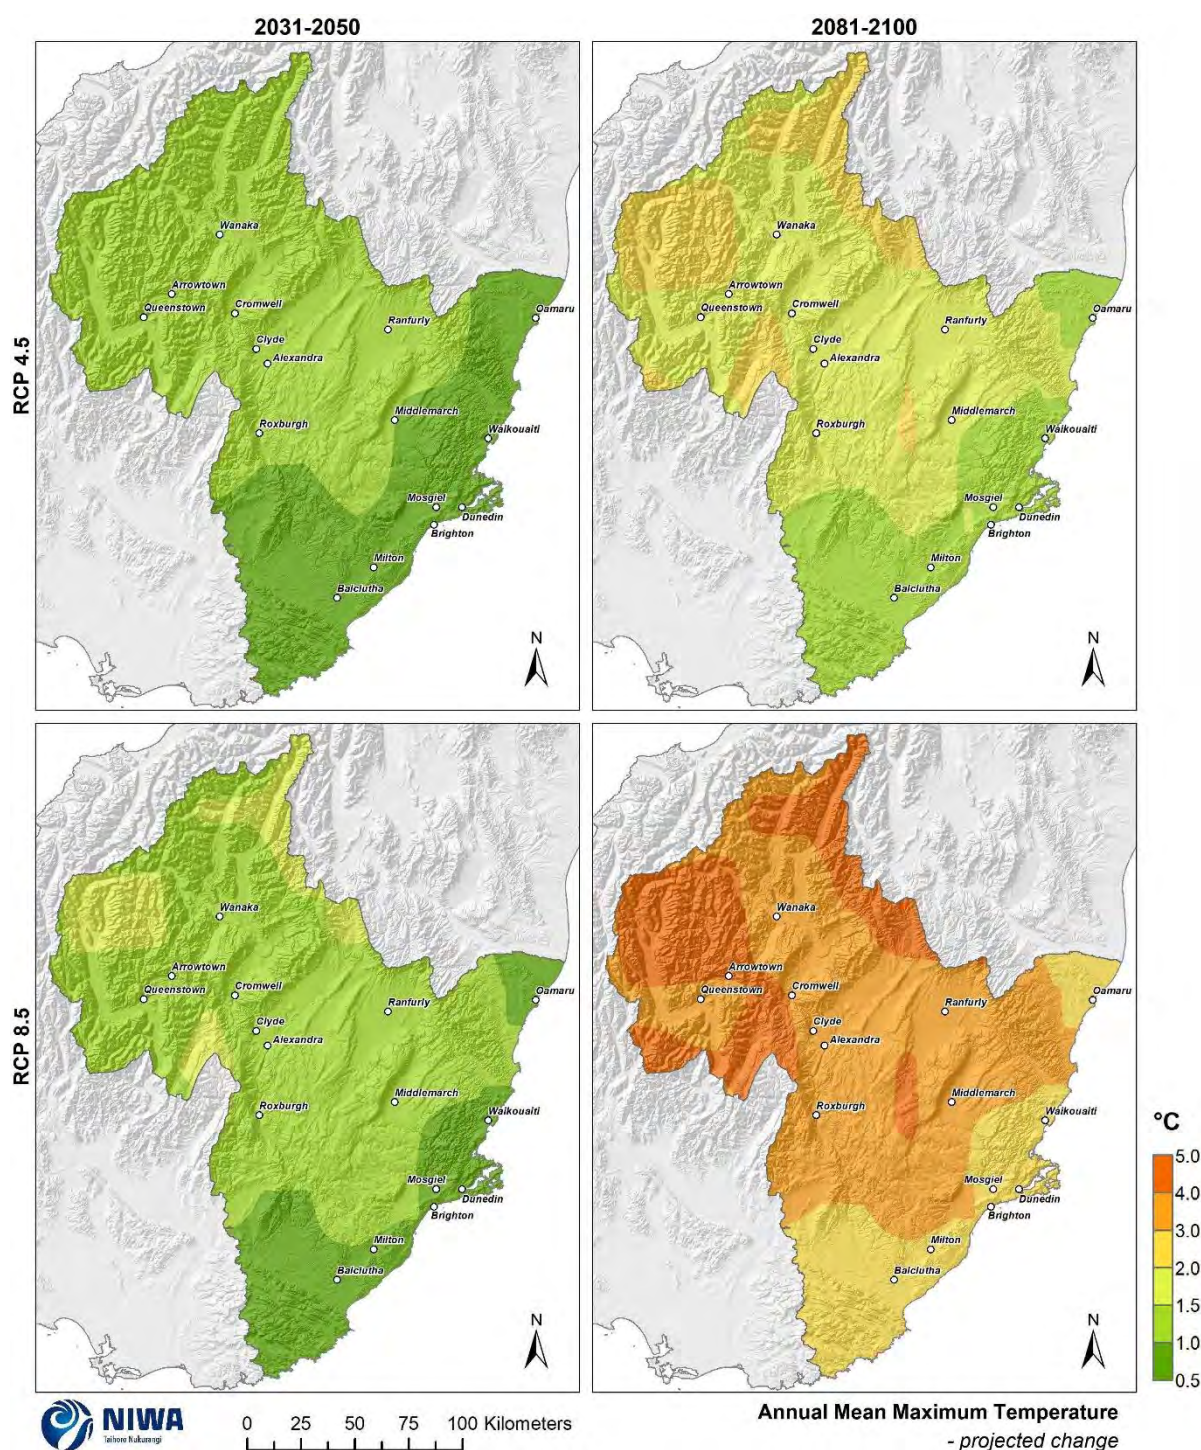 2031-2050
2081-2100
RCP 4.5
Wanaka
Arrowtown
Queenstown
Cromwell
Clyde
Alexandra
Ranfurly
Oamaru
Roxburgh
Middlemarch
Waikouaiti
Mosgiel
Dunedin
Brighton
Milton
Balclutha
N
Wanaka
Arrowtown
Queenstown
Cromwell
Clyde
Alexandra
Ranfurly
Oamaru
Roxburgh
Middlemarch
Waikouaiti
Mosgiel
Dunedin
Brighton
Milton
Balclutha
N
RCP 8.5
Wanaka
Arrowtown
Queenstown
Cromwell
Clyde
Alexandra
Ranfurly
Oamaru
Roxburgh
Middlemarch
Waikouaiti
Mosgiel
Dunedin
Brighton
Milton
Balclutha
N
Wanaka
Arrowtown
Queenstown
Cromwell
Clyde
Alexandra
Ranfurly
Oamaru
Roxburgh
Middlemarch
Waikouaiti
Mosgiel
Dunedin
Brighton
Milton
Balclutha
N
°C
5.0
4.0
3.0
2.0
1.5
1.0
0.5
NIWA
Taihoro Nukurangi
0 25 50 75 100 Kilometers
Annual Mean Maximum Temperature
- projected change